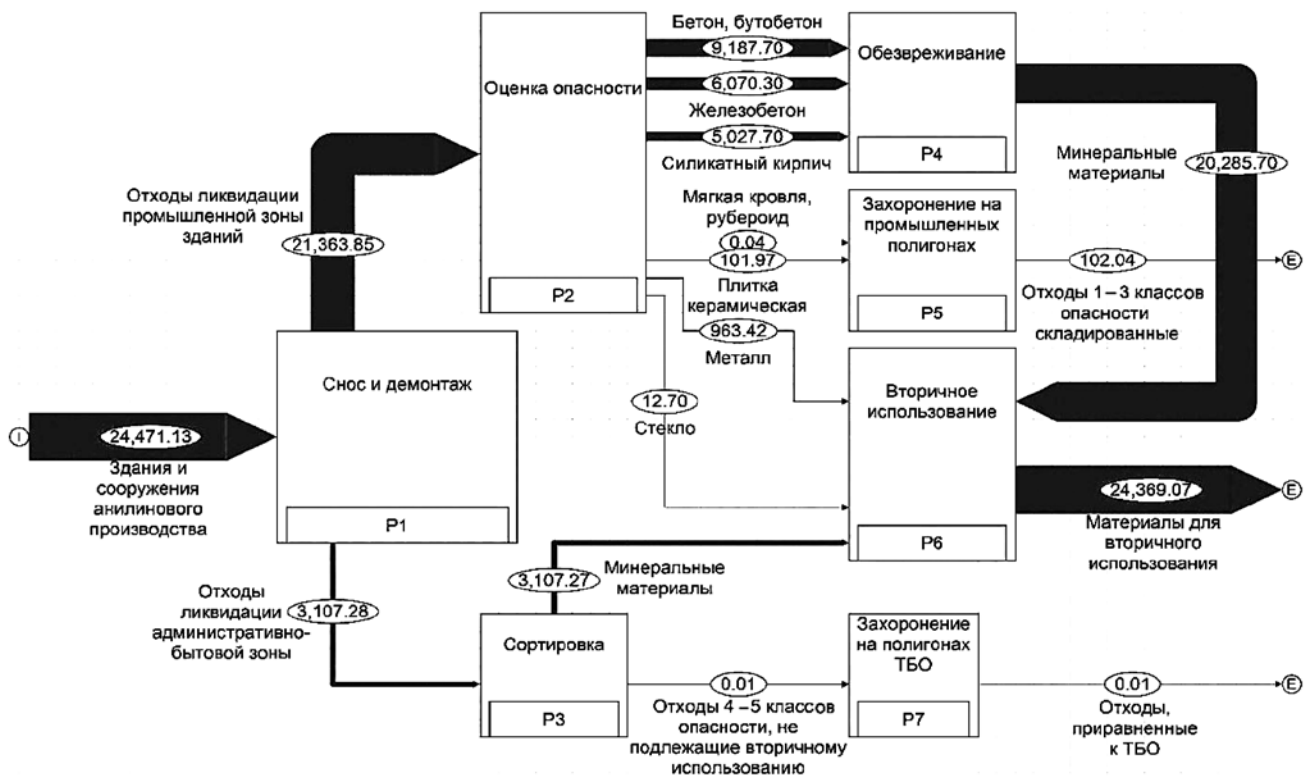 Бетон, бутобетон
9,187.70
Обезвреживание
Оценка опасности
6,070.30
Железобетон
5,027.70
P4
Силикатный кирпич
Минеральные
материалы
20,285.70
Отходы ликвидации
промышленной зоны
зданий
21,363.85
Мягкая кровля,
рубероид
0.04
101.97
Плитка
керамическая
Захоронение на
промышленных
полигонах
102.04
E
P2
P5
Отходы 1 – 3 классов
опасности
складированные
963.42
Металл
Снос и демонтаж
12.70
Стекло
Вторичное
использование
I
24,471.13
Здания и
сооружения
анилинового
производства
P1
24,369.07
E
Материалы для
вторичного
использования
P6
3,107.27
Минеральные
материалы
Отходы
ликвидации
3,107.28
административно-
бытовой зоны
Сортировка
Захоронение
на полигонах
ТБО
0.01
0.01
E
P3
Отходы 4 – 5 классов
опасности, не
подлежащие вторичному
использованию
P7
Отходы,
приравненные
к ТБО